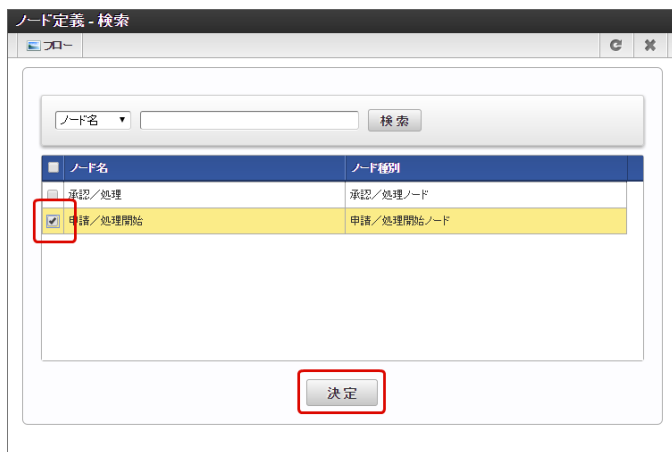 ノード定義 - 検索
フロー
ノード名 検索
ノード名 ノード種別
承認／処理 承認／処理ノード
申請／処理開始 申請／処理開始ノード
決定